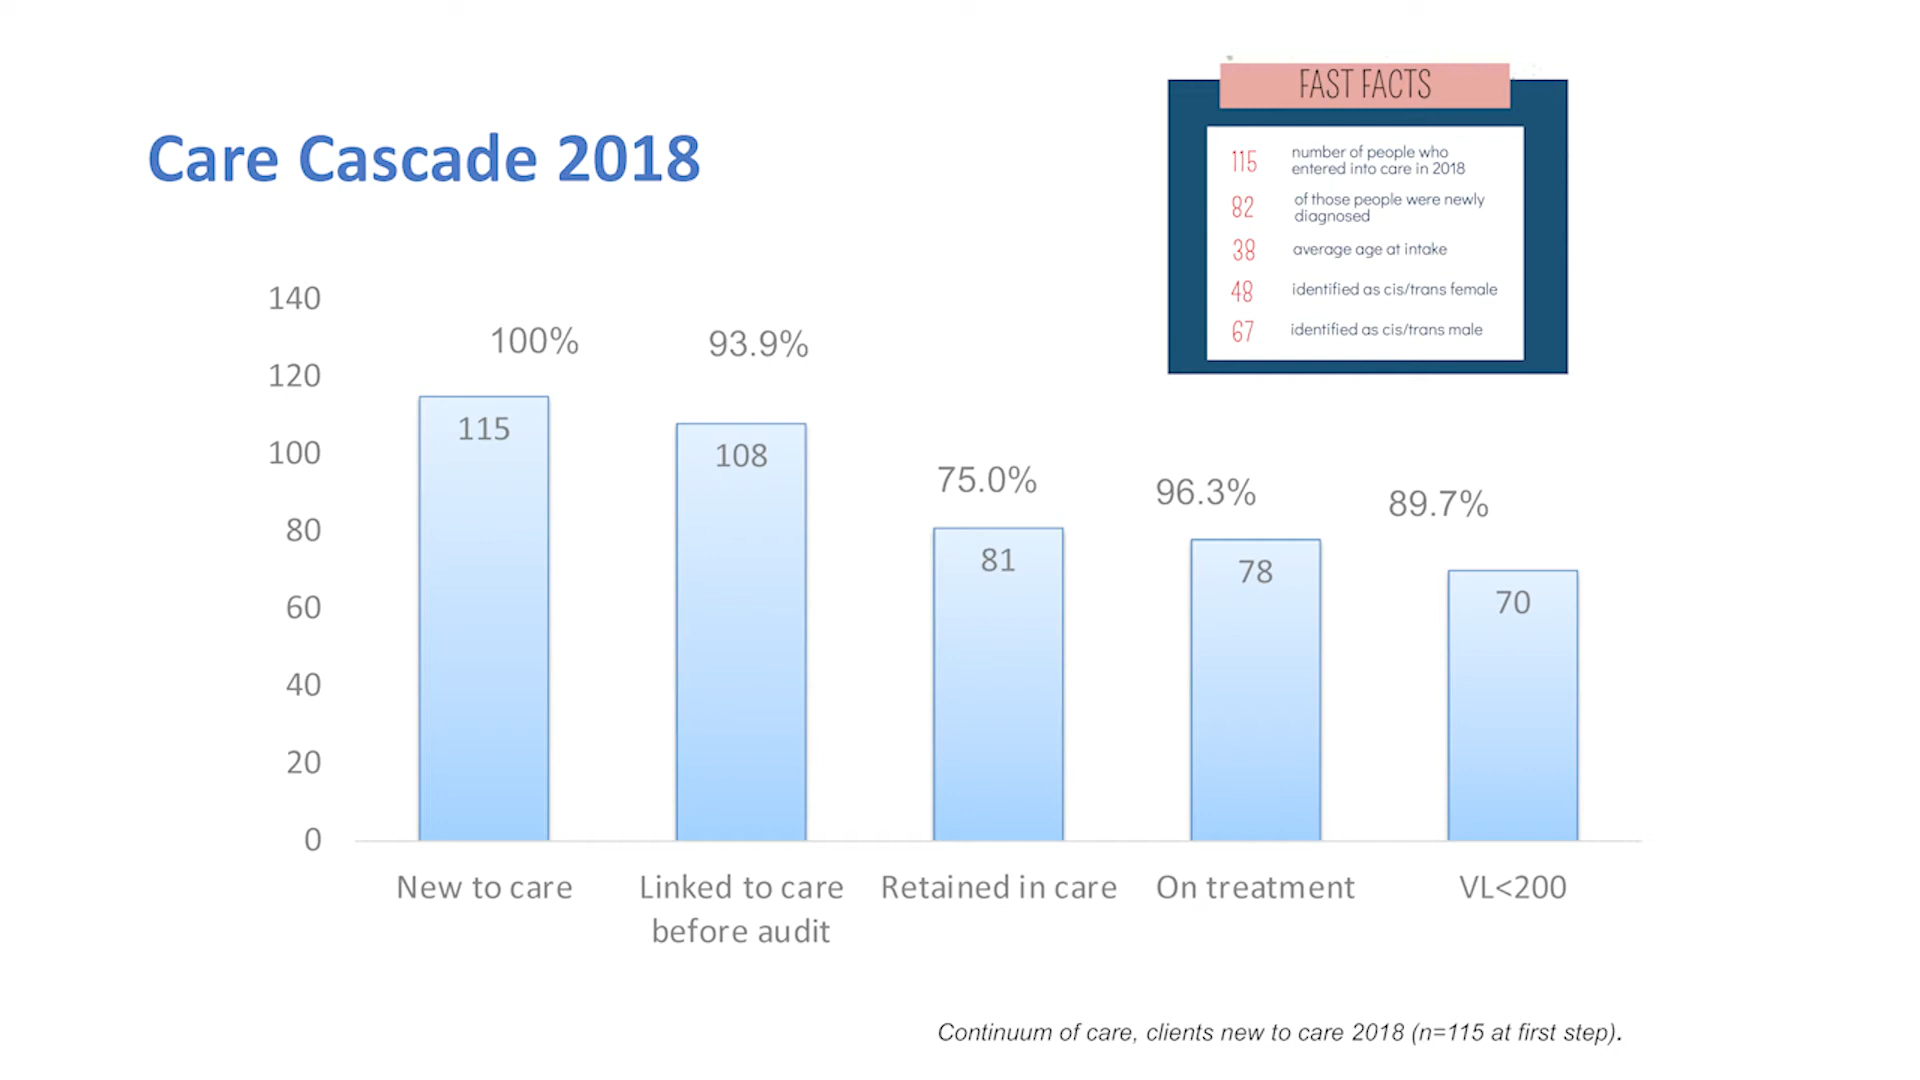 Care Cascade 2018
FAST FACTS
115 number of people who
entered into care in 2018
82 of those people were newly
diagnosed
38 average age at intake
48 identified as cis/trans female
67 identified as cis/trans male
140
120
100
80
60
40
20
0
100%
93.9%
75.0%
96.3%
89.7%
115
108
81
78
70
New to care
Linked to care
before audit
Retained in care
On treatment
VL<200
Continuum of care, clients new to care 2018 (n=115 at first step).